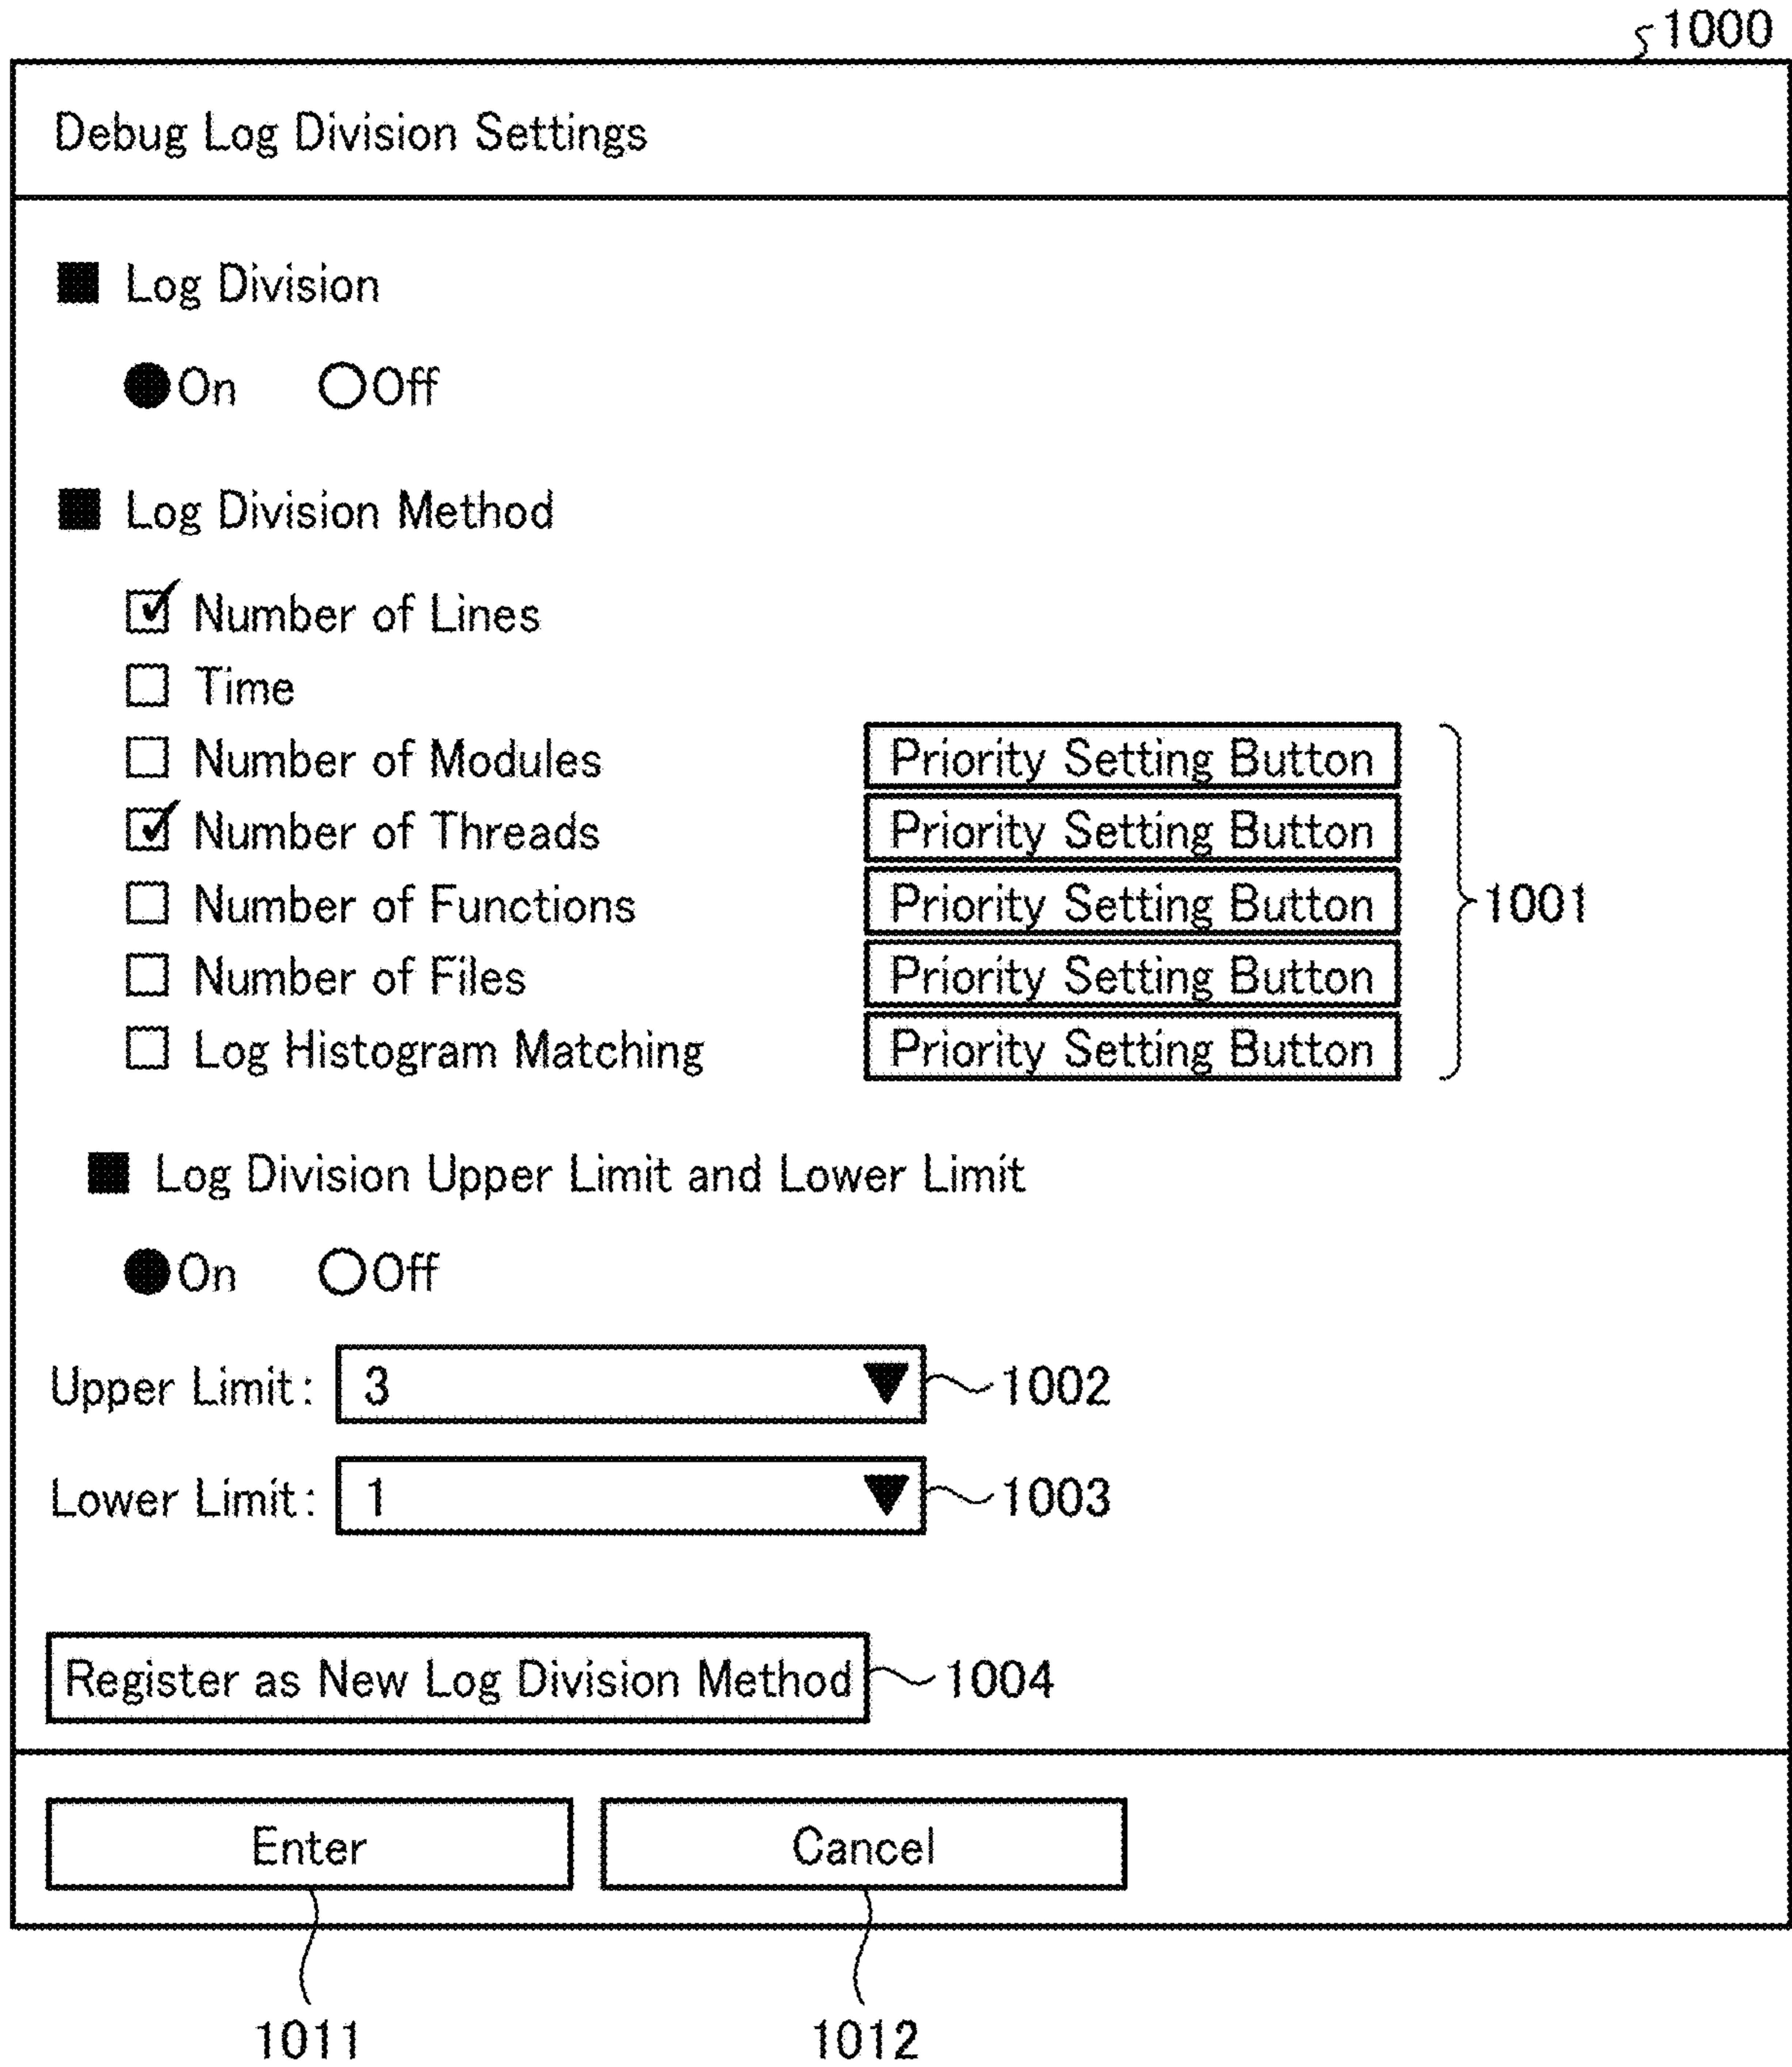 1000
Debug Log Division Settings
■ Log Division
●On ○Off
■ Log Division Method
☑ Number of Lines
☐ Time
☐ Number of Modules Priority Setting Button
☑ Number of Threads Priority Setting Button
☐ Number of Functions Priority Setting Button 1001
☐ Number of Files Priority Setting Button
☐ Log Histogram Matching Priority Setting Button
■ Log Division Upper Limit and Lower Limit
●On ○Off
Upper Limit: 3 ▼ 1002
Lower Limit: 1 ▼ 1003
Register as New Log Division Method 1004
Enter Cancel
1011 1012